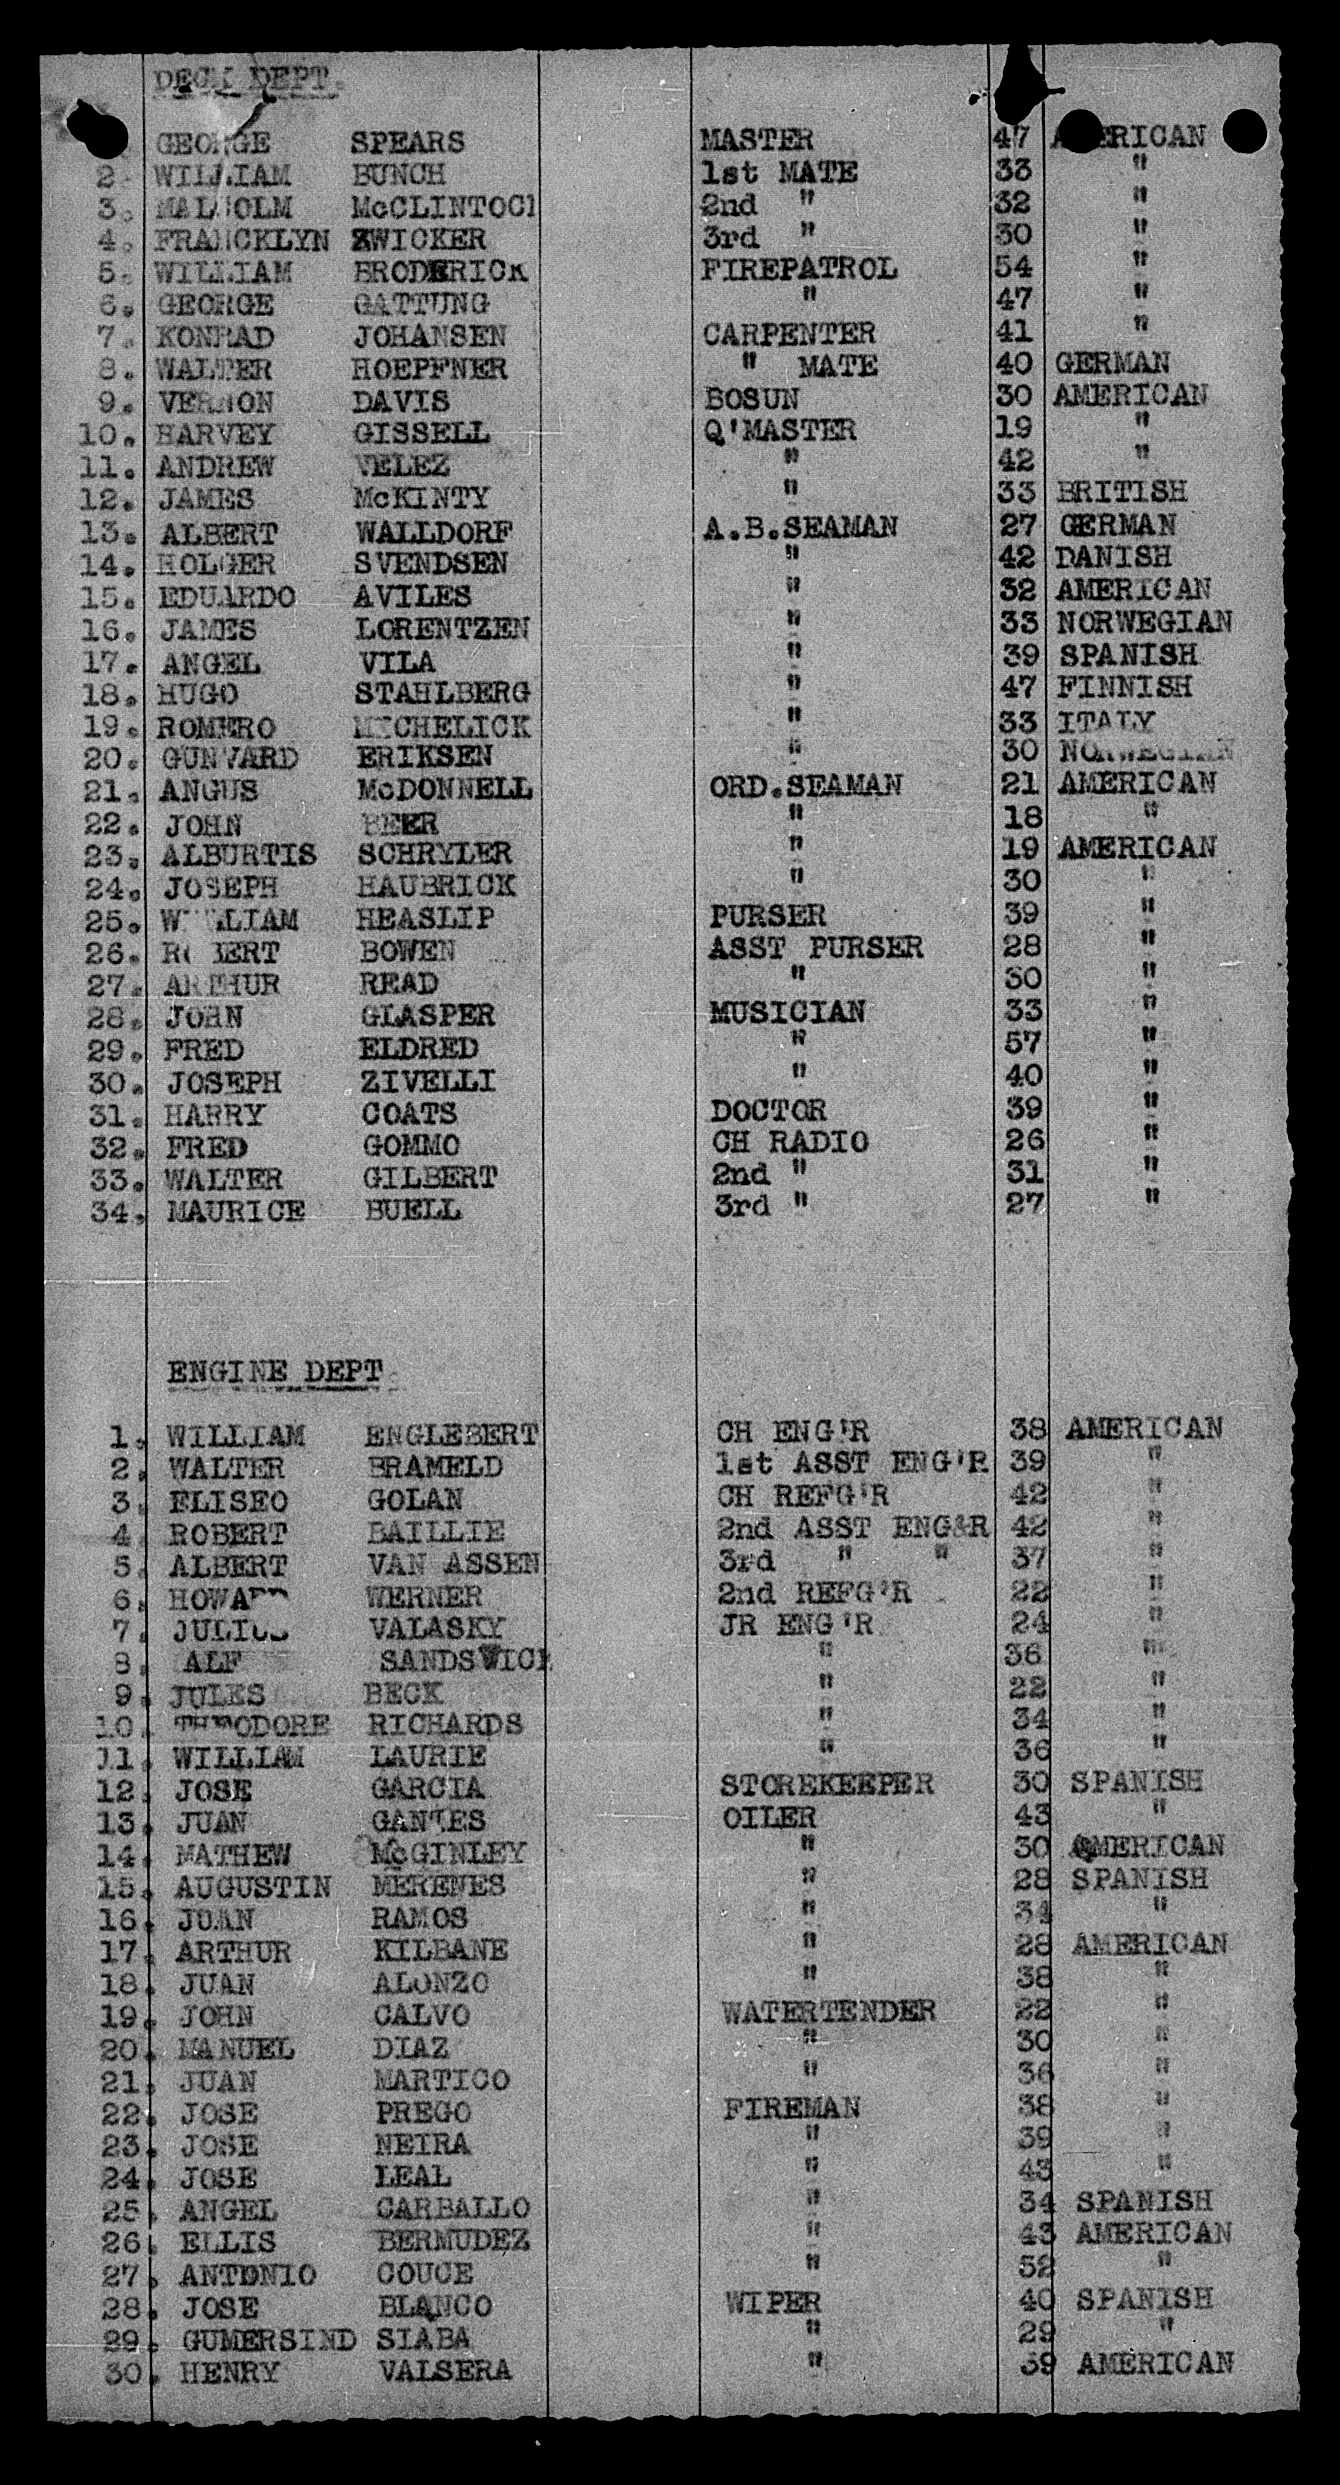 DECK DEPT.
GEORGE SPEARS MASTER 47 AMERICAN
2. WILLIAM BUNCH 1st MATE 33 "
3. MALCOLM McCLINTOCK 2nd " 32 "
4. FRANCKLYN ZWICKER 3rd " 30 "
5. WILLIAM BRODERICK FIREPATROL 54 "
6. GEORGE GATTUNG " 47 "
7. KONRAD JOHANSEN CARPENTER 41 "
8. WALTER HOEPFNER " MATE 40 GERMAN
9. VERNON DAVIS BOSUN 30 AMERICAN
10. HARVEY GISSELL Q'MASTER 19 "
11. ANDREW VELEZ " 42 "
12. JAMES McKINTY " 33 BRITISH
13. ALBERT WALLDORF A.B.SEAMAN 27 GERMAN
14. HOLGER SVENDSEN " 42 DANISH
15. EDUARDO AVILES " 32 AMERICAN
16. JAMES LORENTZEN " 33 NORWEGIAN
17. ANGEL VILA " 39 SPANISH
18. HUGO STAHLBERG " 47 FINNISH
19. ROMERO MICHELICK " 33 ITALY
20. GUNVARD ERIKSEN " 30 NORWEGIAN
21. ANGUS McDONNELL ORD.SEAMAN 21 AMERICAN
22. JOHN BEER " 18 "
23. ALBURTIS SCHRYLER " 19 AMERICAN
24. JOSEPH HAUBRICK " 30 "
25. WILLIAM HEASLIP PURSER 39 "
26. ROBERT BOWEN ASST PURSER 28 "
27. ARTHUR READ " 30 "
28. JOHN GLASPER MUSICIAN 33 "
29. FRED ELDRED " 57 "
30. JOSEPH ZIVELLI " 40 "
31. HARRY COATS DOCTOR 39 "
32. FRED GOMMO CH RADIO 26 "
33. WALTER GILBERT 2nd " 31 "
34. MAURICE BUELL 3rd " 27 "
ENGINE DEPT.
1. WILLIAM ENGLEBERT CH ENG'R 38 AMERICAN
2. WALTER BRAMELD 1st ASST ENG'R 39 "
3. ELISEO GOLAN CH REFG'R 42 "
4. ROBERT BAILLIE 2nd ASST ENG&R 42 "
5. ALBERT VAN ASSEN 3rd " " 37 "
6. HOWARD WERNER 2nd REFG'R 22 "
7. JULIUS VALASKY JR ENG'R 24 "
8. ALF SANDSWICK " 36 "
9. JULES BECK " 22 "
10. THEODORE RICHARDS " 34 "
11. WILLIAM LAURIE " 36 "
12. JOSE GARCIA STOREKEEPER 30 SPANISH
13. JUAN GANTES OILER 43 "
14. MATHEW McGINLEY " 30 AMERICAN
15. AUGUSTIN MERENES " 28 SPANISH
16. JUAN RAMOS " 34 "
17. ARTHUR KILBANE " 28 AMERICAN
18. JUAN ALONZO " 38 "
19. JOHN CALVO WATERTENDER 22 "
20. MANUEL DIAZ " 30 "
21. JUAN MARTICO " 36 "
22. JOSE PREGO FIREMAN 38 "
23. JOSE NEIRA " 39 "
24. JOSE LEAL " 43 "
25. ANGEL CARBALLO " 34 SPANISH
26. ELLIS BERMUDEZ " 43 AMERICAN
27. ANTONIO COUCE " 52 "
28. JOSE BLANCO WIPER 40 SPANISH
29. GUMERSIND SIABA " 29 "
30. HENRY VALSERA " 39 AMERICAN